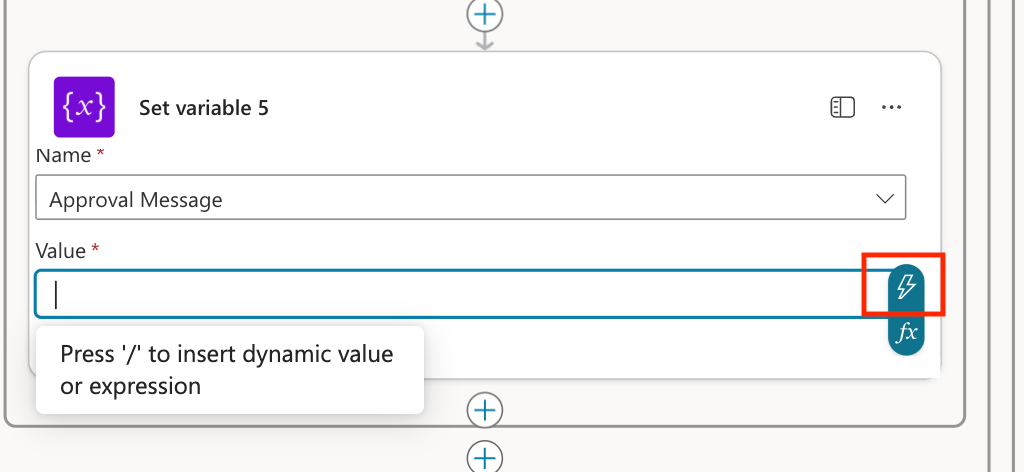 {x}
Set variable 5
Name *
Approval Message
Value *
fx
Press '/' to insert dynamic value
or expression